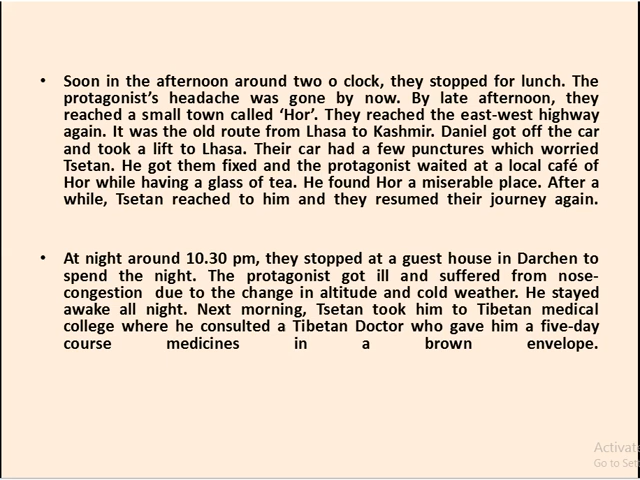 • Soon in the afternoon around two o clock, they stopped for lunch. The
protagonist's headache was gone by now. By late afternoon, they
reached a small town called ‘Hor’. They reached the east-west highway
again. It was the old route from Lhasa to Kashmir. Daniel got off the car
and took a lift to Lhasa. Their car had a few punctures which worried
Tsetan. He got them fixed and the protagonist waited at a local café of
Hor while having a glass of tea. He found Hor a miserable place. After a
while, Tsetan reached to him and they resumed their journey again.
• At night around 10.30 pm, they stopped at a guest house in Darchen to
spend the night. The protagonist got ill and suffered from nose-
congestion due to the change in altitude and cold weather. He stayed
awake all night. Next morning, Tsetan took him to Tibetan medical
college where he consulted a Tibetan Doctor who gave him a five-day
course medicines in a brown envelope.
Activate
Go to Set